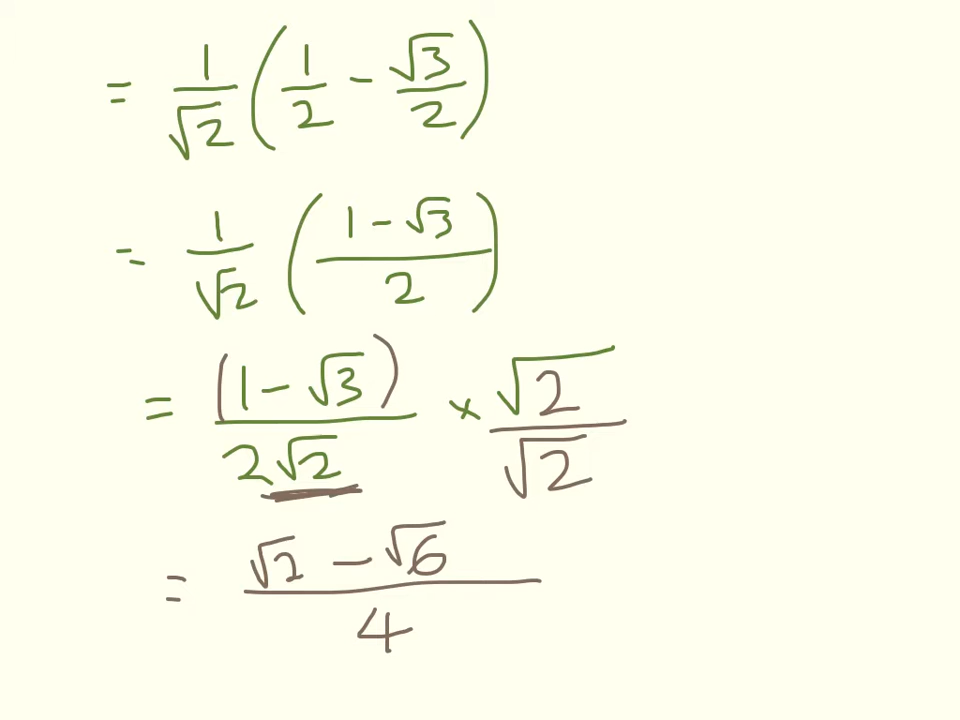 = 1/√2 (1/2 − √3/2)
= 1/√2 ((1 − √3)/2)
= (1 − √3)/(2√2) × √2/√2
= (√2 − √6)/4